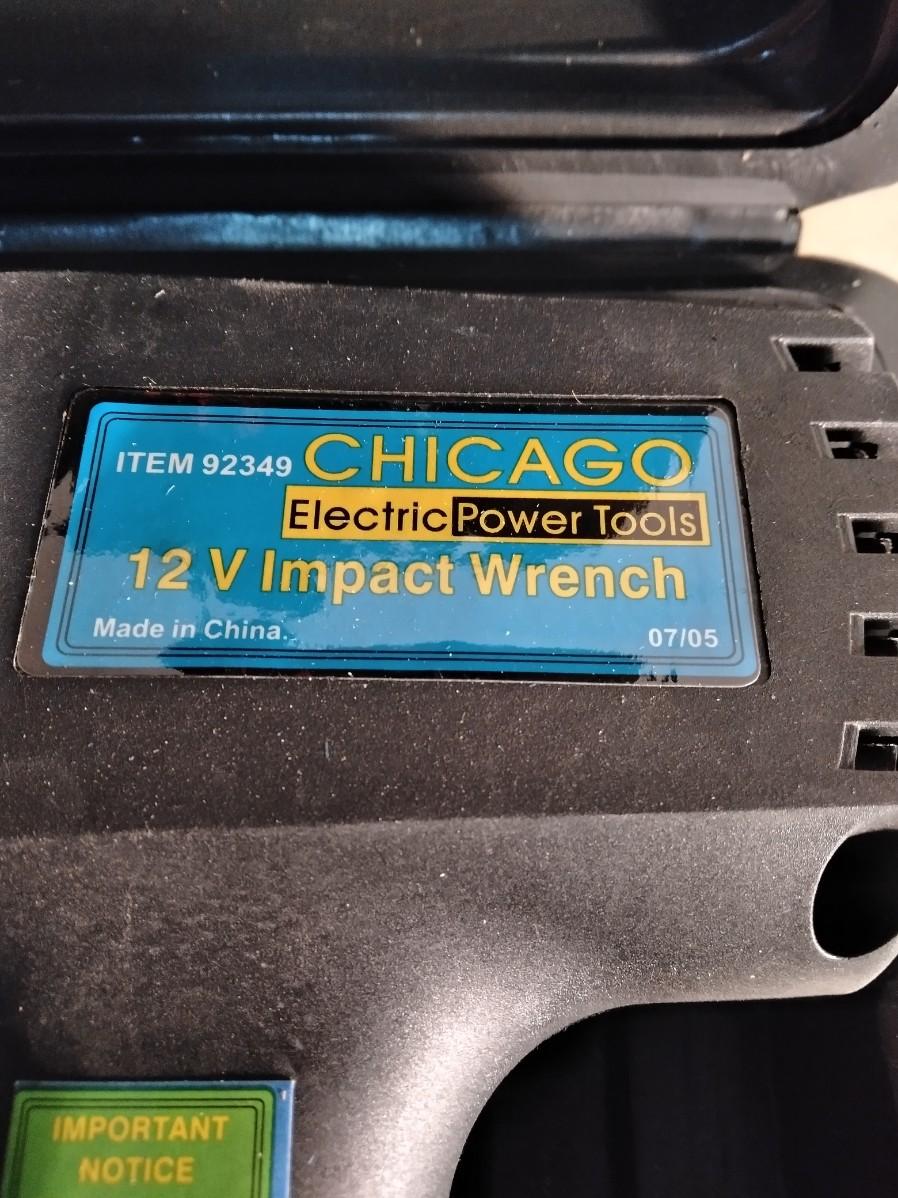 ITEM 92349 CHICAGO
Electric Power Tools
12 V Impact Wrench
Made in China. 07/05
IMPORTANT
NOTICE